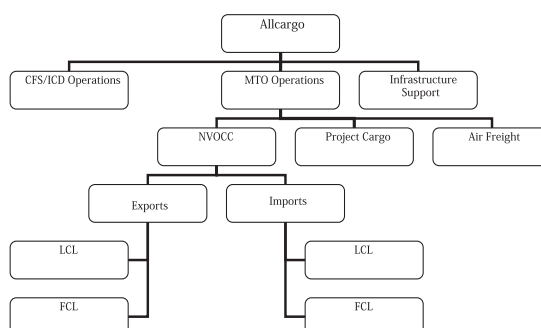 Allcargo
CFS/ICD Operations
MTO Operations
Infrastructure
Support
NVOCC
Project Cargo
Air Freight
Exports
Imports
LCL
LCL
FCL
FCL